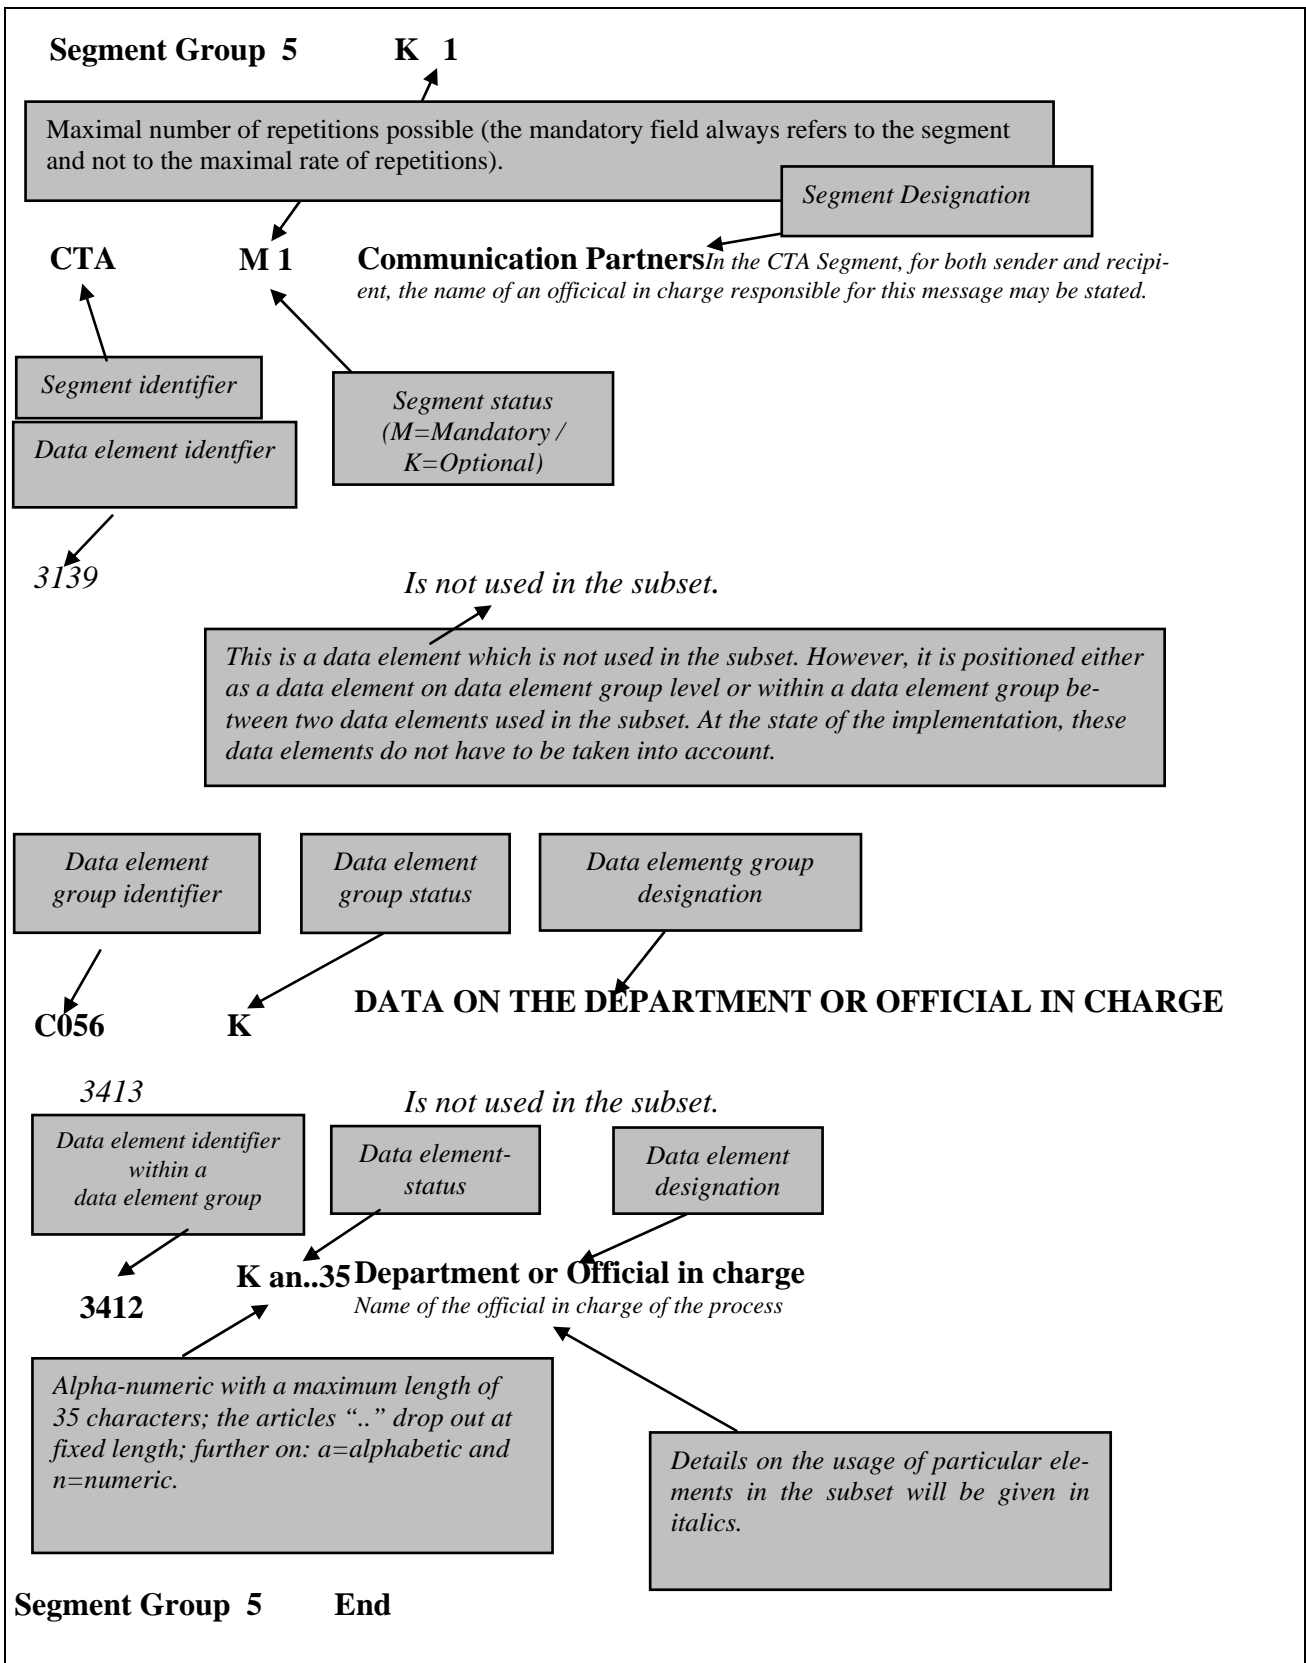 Segment Group 5 K 1
Maximal number of repetitions possible (the mandatory field always refers to the segment
and not to the maximal rate of repetitions).
Segment Designation
CTA M 1 Communication PartnersIn the CTA Segment, for both sender and recipi-
ent, the name of an officical in charge responsible for this message may be stated.
Segment identifier
Segment status
(M=Mandatory /
K=Optional)
Data element identfier
3139 Is not used in the subset.
This is a data element which is not used in the subset. However, it is positioned either
as a data element on data element group level or within a data element group be-
tween two data elements used in the subset. At the state of the implementation, these
data elements do not have to be taken into account.
Data element
group identifier
Data element
group status
Data elementg group
designation
C056 K DATA ON THE DEPARTMENT OR OFFICIAL IN CHARGE
3413 Is not used in the subset.
Data element identifier
within a
data element group
Data element-
status
Data element
designation
3412 K an..35 Department or Official in charge
Name of the official in charge of the process
Alpha-numeric with a maximum length of
35 characters; the articles “..” drop out at
fixed length; further on: a=alphabetic and
n=numeric.
Details on the usage of particular ele-
ments in the subset will be given in
italics.
Segment Group 5 End